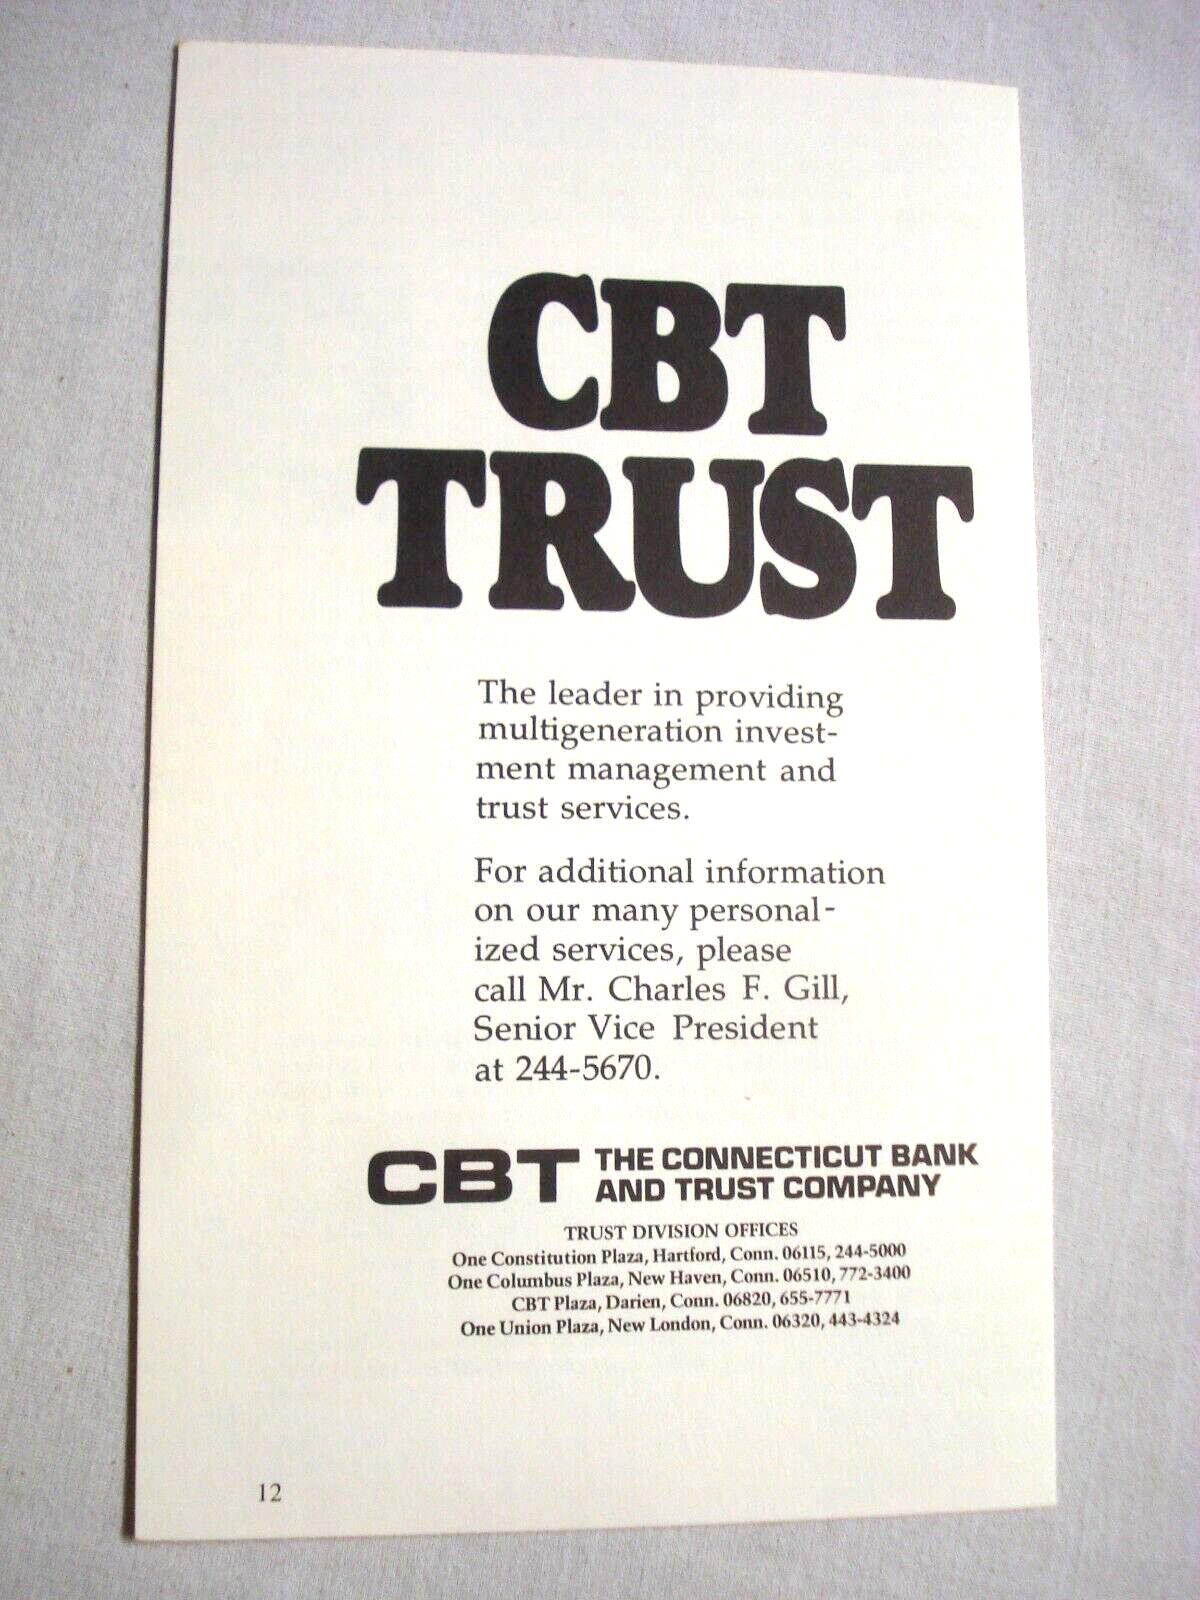 CBT
TRUST
The leader in providing
multigeneration invest-
ment management and
trust services.
For additional information
on our many personal-
ized services, please
call Mr. Charles F. Gill,
Senior Vice President
at 244-5670.
CBT THE CONNECTICUT BANK
AND TRUST COMPANY
TRUST DIVISION OFFICES
One Constitution Plaza, Hartford, Conn. 06115, 244-5000
One Columbus Plaza, New Haven, Conn. 06510, 772-3400
CBT Plaza, Darien, Conn. 06820, 655-7771
One Union Plaza, New London, Conn. 06320, 443-4324
12